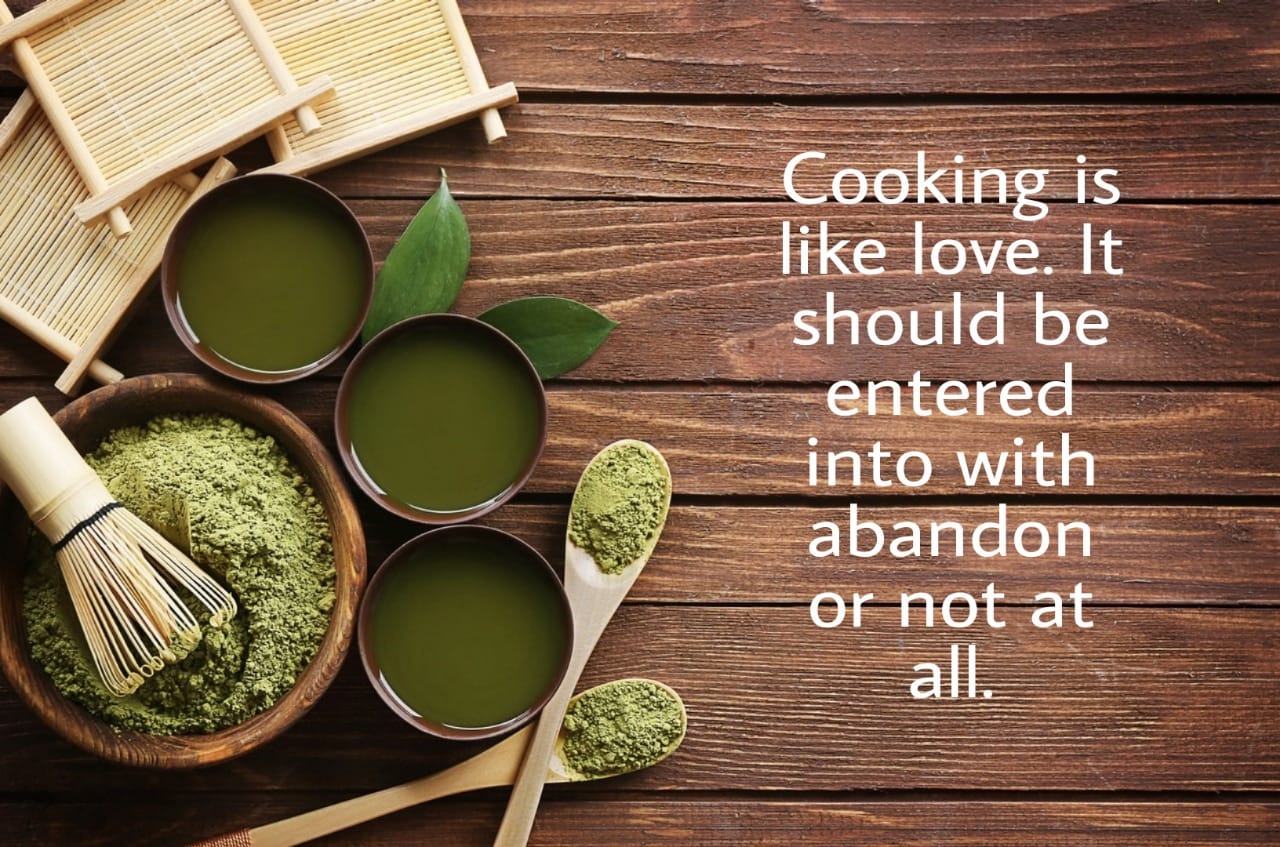 Cooking is
like love. It
should be
entered
into with
abandon
or not at
all.